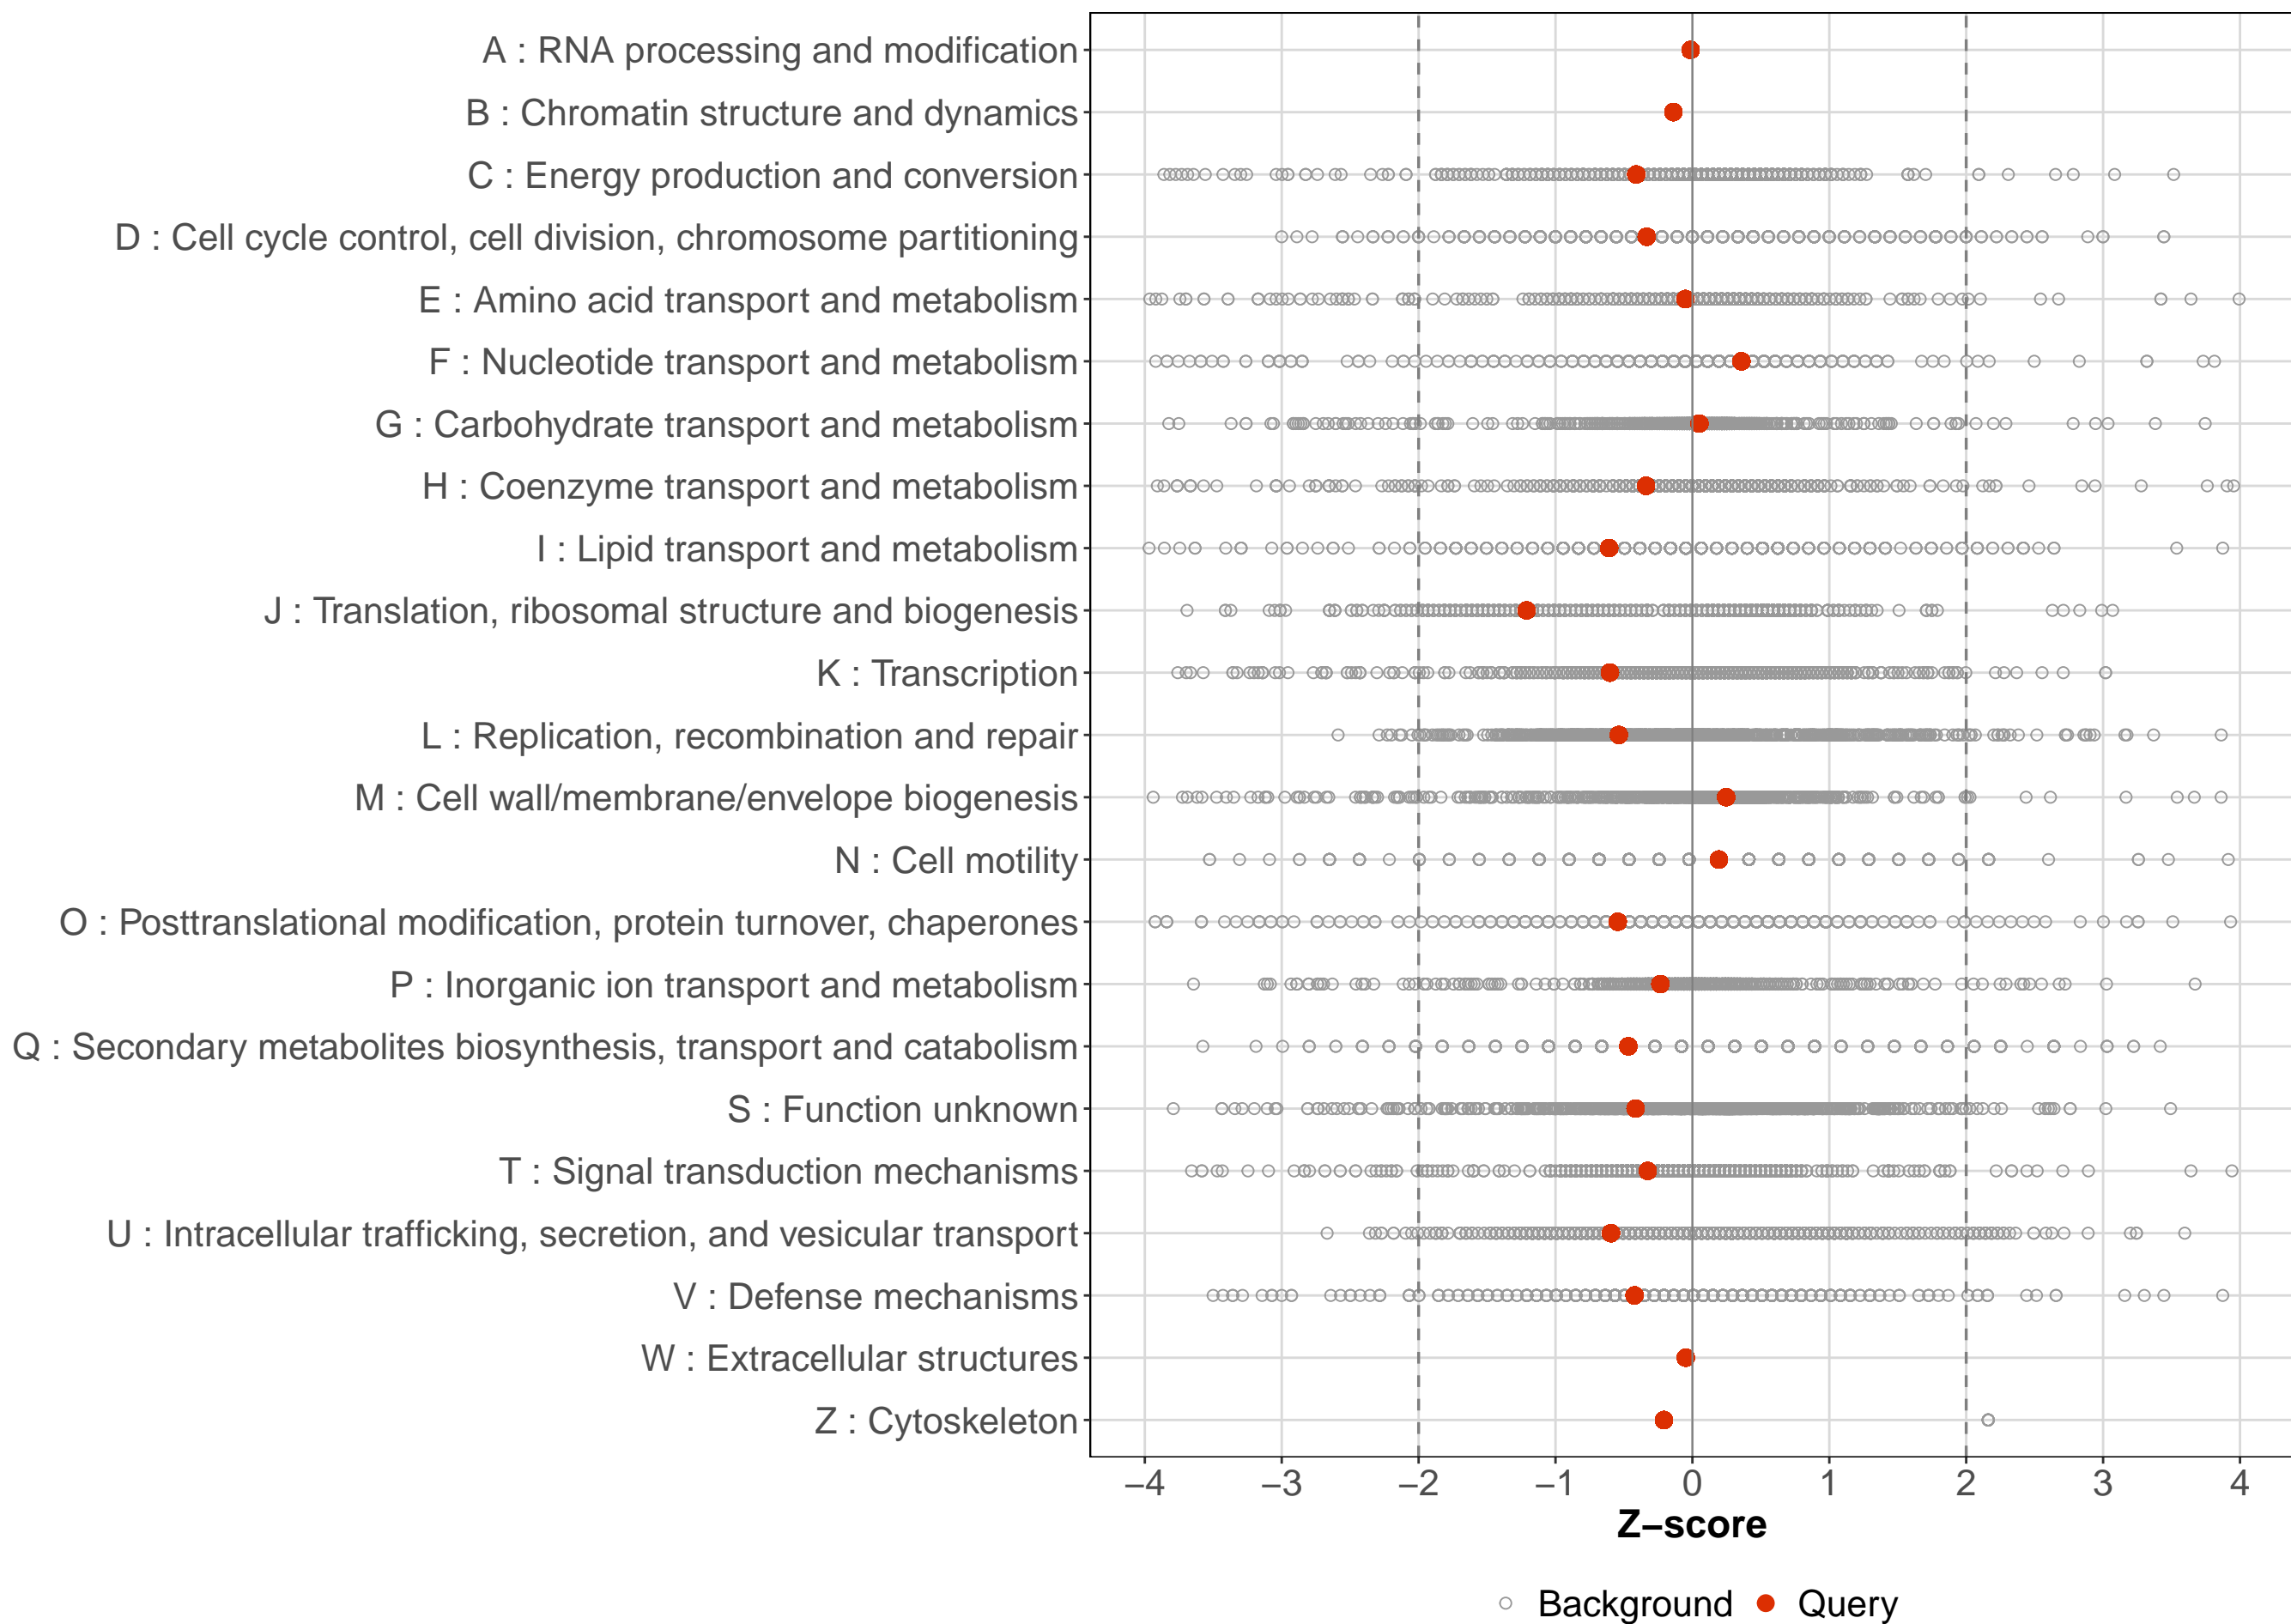 A : RNA processing and modification
B : Chromatin structure and dynamics
C : Energy production and conversion
D : Cell cycle control, cell division, chromosome partitioning
E : Amino acid transport and metabolism
F : Nucleotide transport and metabolism
G : Carbohydrate transport and metabolism
H : Coenzyme transport and metabolism
I : Lipid transport and metabolism
J : Translation, ribosomal structure and biogenesis
K : Transcription
L : Replication, recombination and repair
M : Cell wall/membrane/envelope biogenesis
N : Cell motility
O : Posttranslational modification, protein turnover, chaperones
P : Inorganic ion transport and metabolism
Q : Secondary metabolites biosynthesis, transport and catabolism
S : Function unknown
T : Signal transduction mechanisms
U : Intracellular trafficking, secretion, and vesicular transport
V : Defense mechanisms
W : Extracellular structures
Z : Cytoskeleton
−4 −3 −2 −1 0 1 2 3 4
Z−score
Background Query